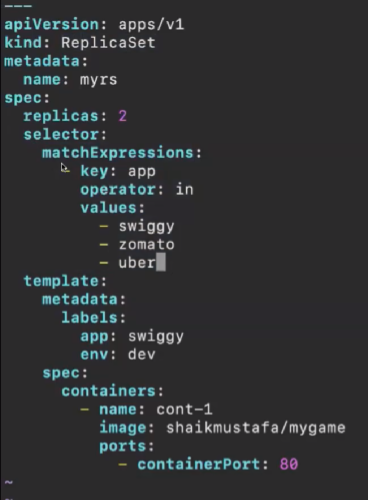 ---
apiVersion: apps/v1
kind: ReplicaSet
metadata:
  name: myrs
spec:
  replicas: 2
  selector:
    matchExpressions:
      - key: app
        operator: in
        values:
          - swiggy
          - zomato
          - uber
  template:
    metadata:
      labels:
        app: swiggy
        env: dev
    spec:
      containers:
        - name: cont-1
          image: shaikmustafa/mygame
          ports:
            - containerPort: 80
~